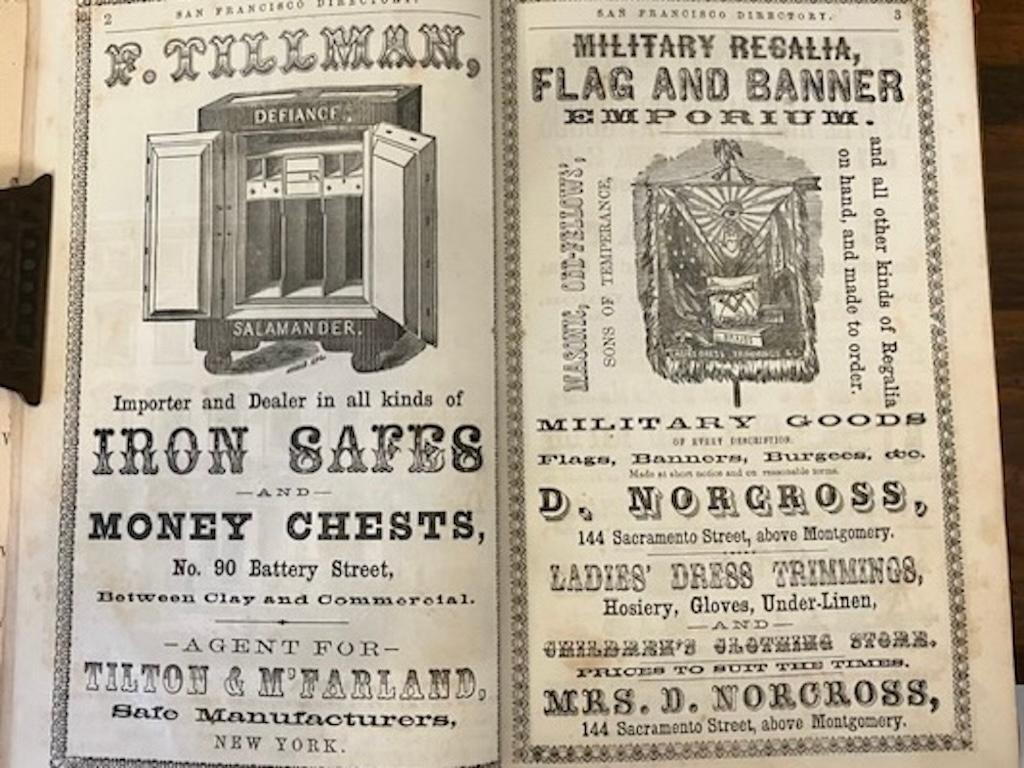 2
SAN FRANCISCO DIRECTORY.
F. TILLMAN,
DEFIANCE.
SALAMANDER.
Importer and Dealer in all kinds of
IRON SAFES
—AND—
MONEY CHESTS,
No. 90 Battery Street,
Between Clay and Commercial.
—AGENT FOR—
TILTON & M'FARLAND,
Safe Manufacturers,
NEW YORK.
SAN FRANCISCO DIRECTORY.
3
MILITARY REGALIA,
FLAG AND BANNER
EMPORIUM.
MASONIC, ODD-FELLOWS',
SONS OF TEMPERANCE,
and all other kinds of Regalia
on hand, and made to order.
MILITARY GOODS
OF EVERY DESCRIPTION.
Flags, Banners, Burgees, &c.
Made at short notice and on reasonable terms.
D. NORCROSS,
144 Sacramento Street, above Montgomery.
LADIES' DRESS TRIMMINGS,
Hosiery, Gloves, Under-Linen,
—AND—
CHILDREN'S CLOTHING STORE.
PRICES TO SUIT THE TIMES.
MRS. D. NORCROSS,
144 Sacramento Street, above Montgomery.